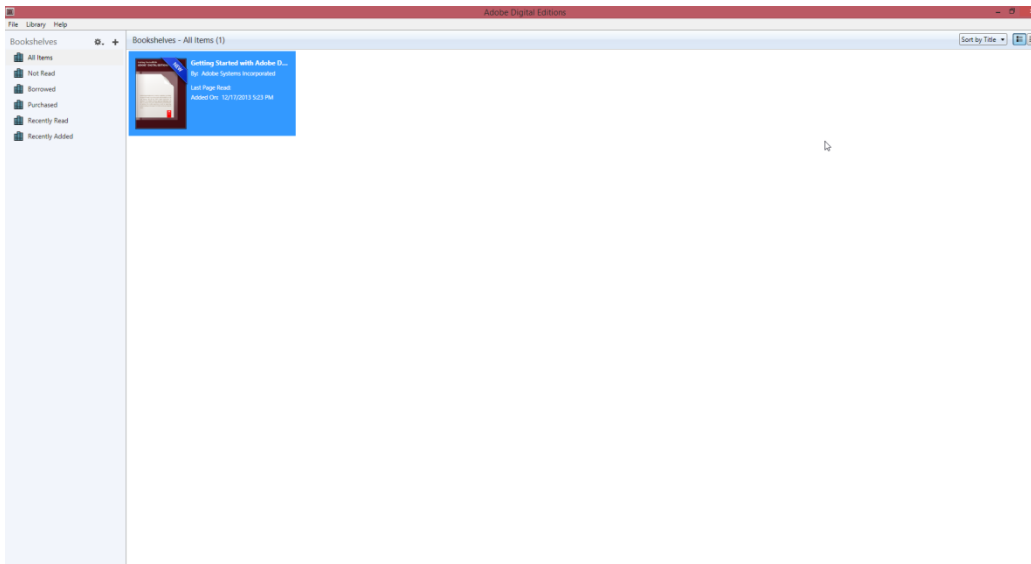 Adobe Digital Editions
File Library Help
Bookshelves
Bookshelves - All Items (1)
Sort by Title
All Items
Not Read
Borrowed
Purchased
Recently Read
Recently Added
NEW
Getting Started with Adobe D...
By: Adobe Systems Incorporated
Last Page Read:
Added On: 12/17/2013 5:23 PM